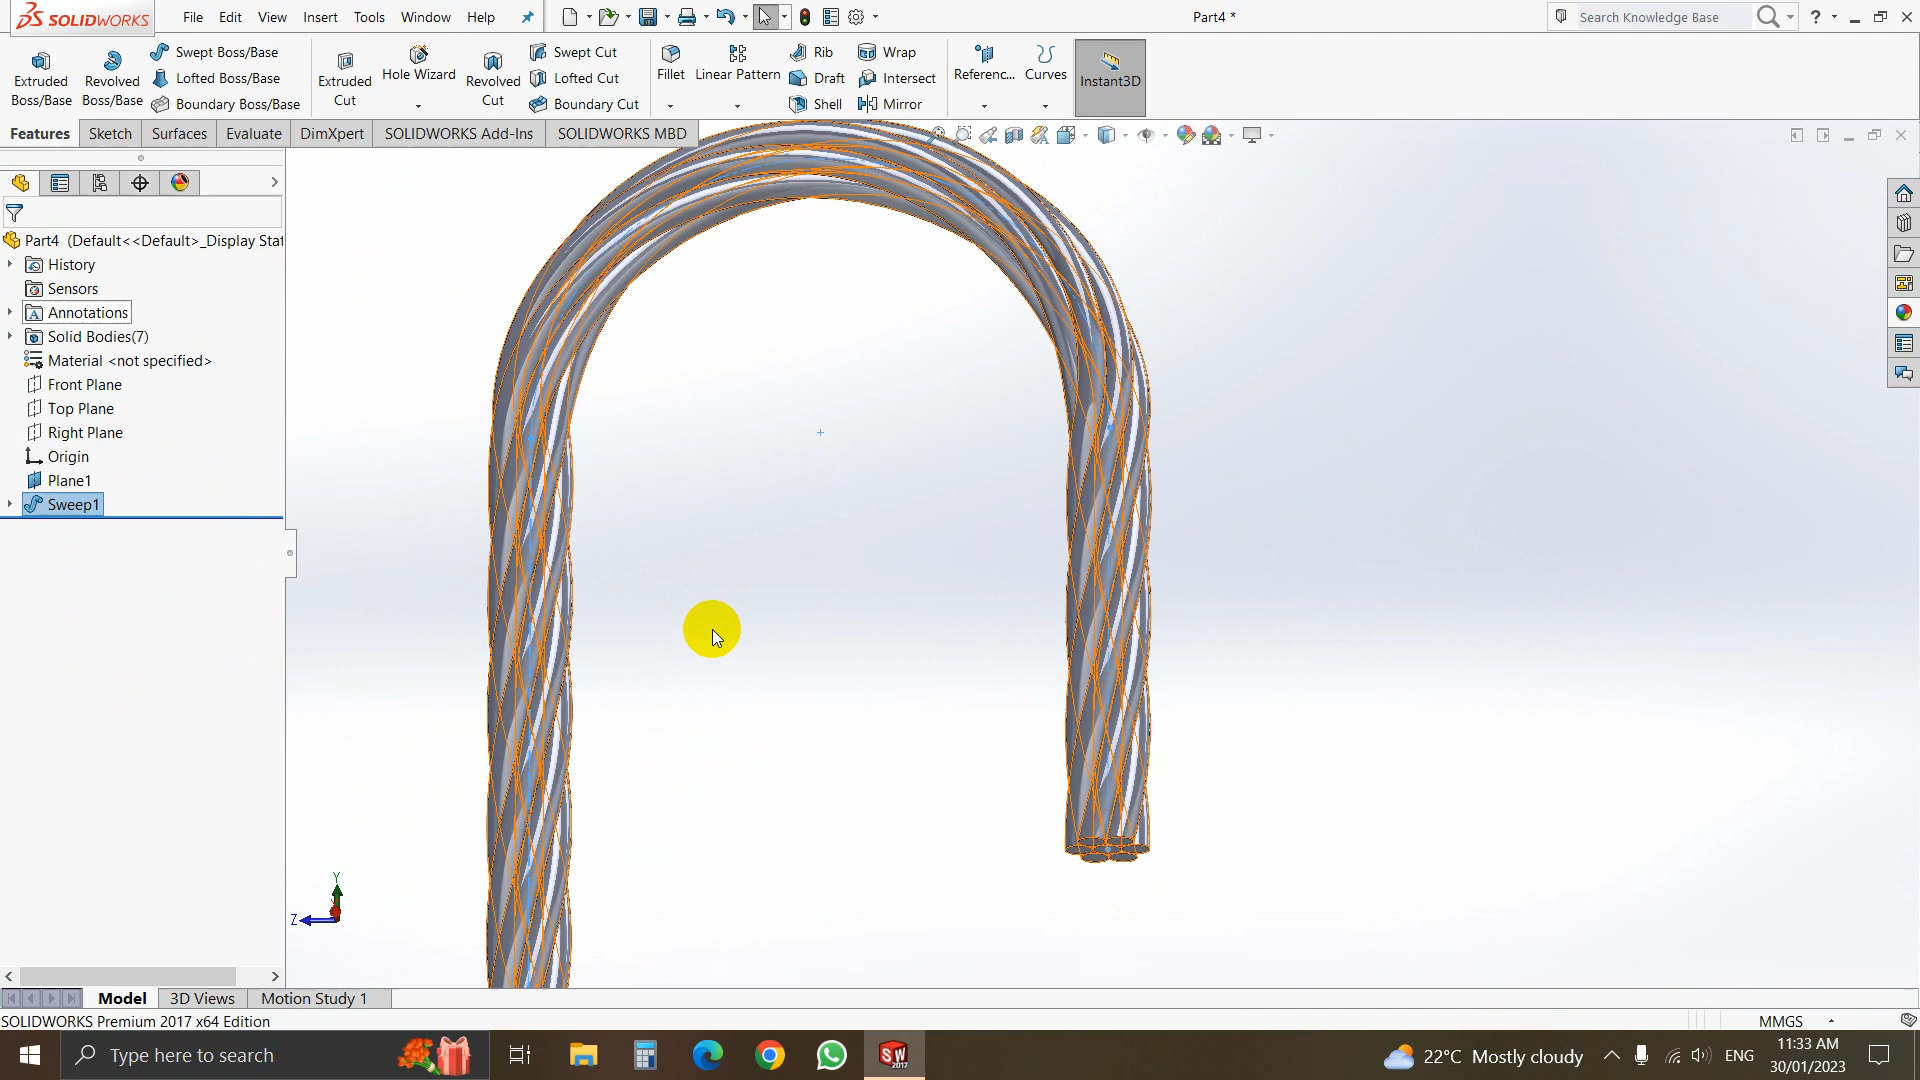 SOLIDWORKS
File Edit View Insert Tools Window Help
Part4 *
Search Knowledge Base
?
Extruded Boss/Base
Revolved Boss/Base
Swept Boss/Base
Lofted Boss/Base
Boundary Boss/Base
Extruded Cut
Hole Wizard
Revolved Cut
Swept Cut
Lofted Cut
Boundary Cut
Fillet
Linear Pattern
Rib
Draft
Shell
Wrap
Intersect
Mirror
Referenc...
Curves
Instant3D
Features Sketch Surfaces Evaluate DimXpert SOLIDWORKS Add-Ins SOLIDWORKS MBD
Part4 (Default<<Default>_Display Stat
History
Sensors
Annotations
Solid Bodies(7)
Material <not specified>
Front Plane
Top Plane
Right Plane
Origin
Plane1
Sweep1
Y
Z
Model 3D Views Motion Study 1
SOLIDWORKS Premium 2017 x64 Edition
MMGS
Type here to search
SW
2017
22°C Mostly cloudy
ENG
11:33 AM
30/01/2023